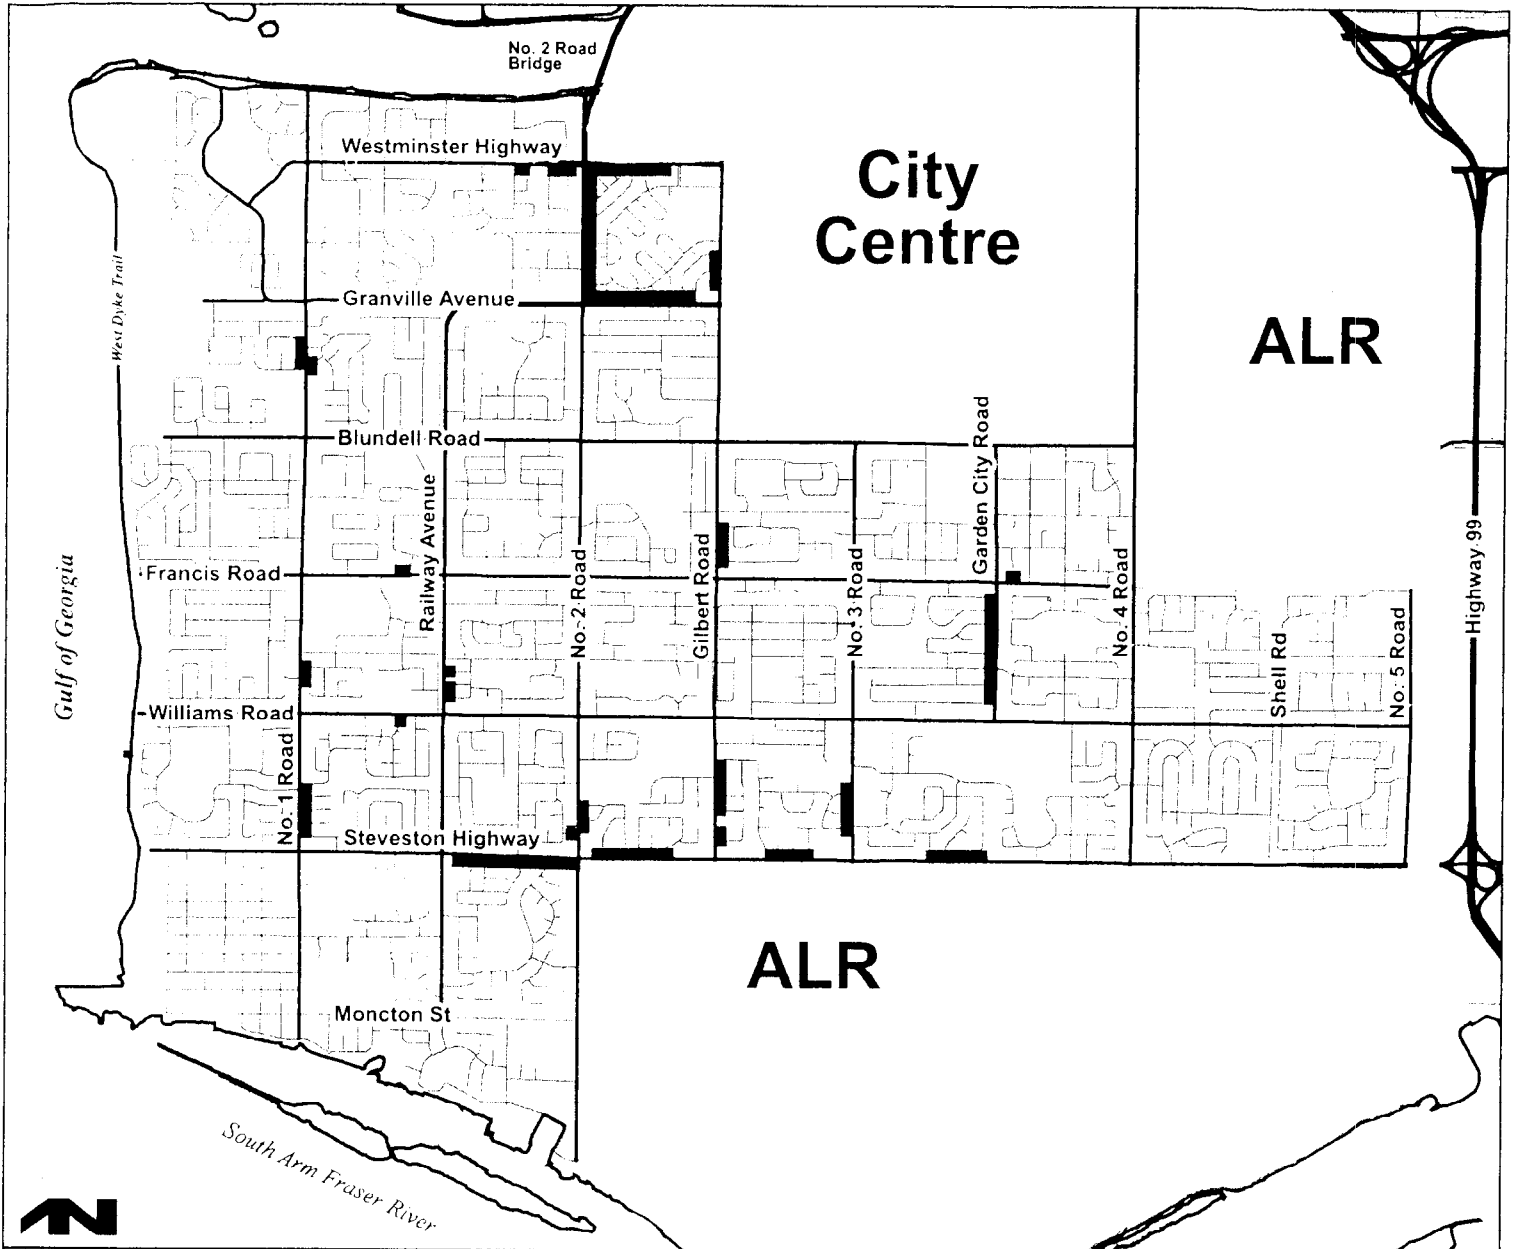 No. 2 Road
Bridge
Westminster Highway
City
Centre
West Dyke Trail
Granville Avenue
ALR
Garden City Road
Blundell Road
Railway Avenue
Highway 99
Gulf of Georgia
Francis Road
No. 2 Road
Gilbert Road
No. 3 Road
No. 4 Road
Shell Rd
No. 5 Road
Williams Road
No. 1 Road
Steveston Highway
ALR
Moncton St
South Arm Fraser River
N